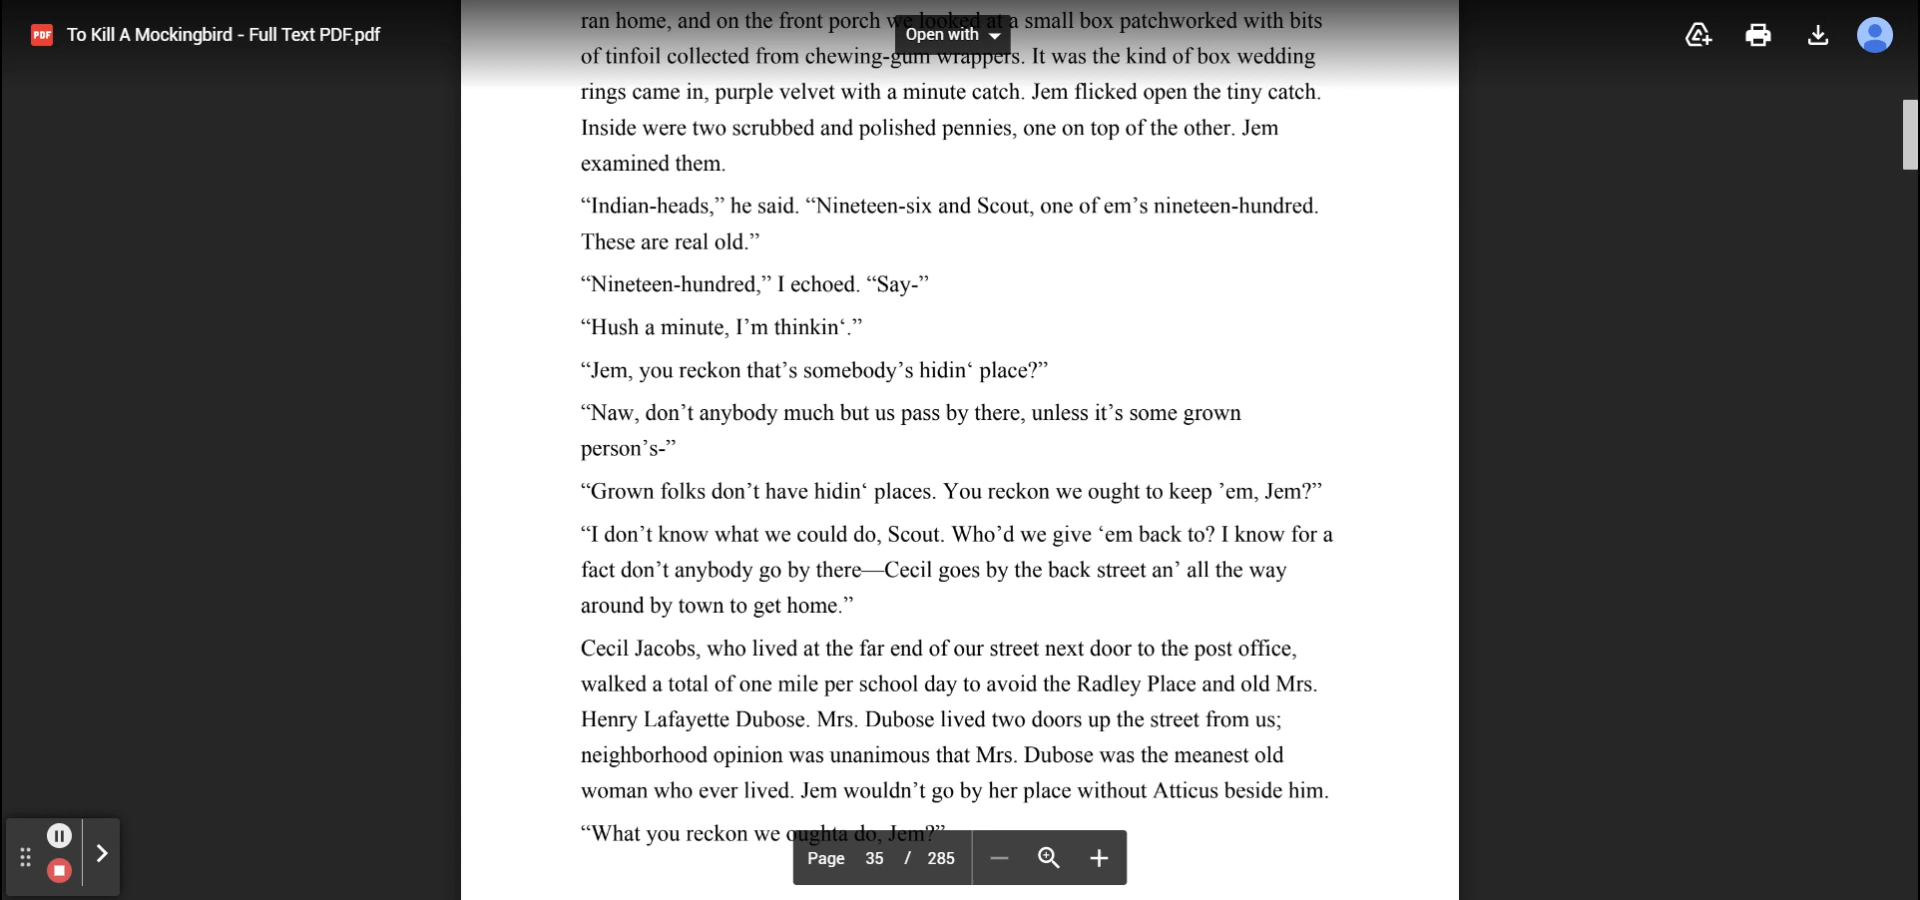 To Kill A Mockingbird - Full Text PDF.pdf
Open with
ran home, and on the front porch we looked at a small box patchworked with bits
of tinfoil collected from chewing-gum wrappers. It was the kind of box wedding
rings came in, purple velvet with a minute catch. Jem flicked open the tiny catch.
Inside were two scrubbed and polished pennies, one on top of the other. Jem
examined them.
“Indian-heads,” he said. “Nineteen-six and Scout, one of em’s nineteen-hundred.
These are real old.”
“Nineteen-hundred,” I echoed. “Say-”
“Hush a minute, I’m thinkin‘.”
“Jem, you reckon that’s somebody’s hidin‘ place?”
“Naw, don’t anybody much but us pass by there, unless it’s some grown
person’s-”
“Grown folks don’t have hidin‘ places. You reckon we ought to keep ’em, Jem?”
“I don’t know what we could do, Scout. Who’d we give ‘em back to? I know for a
fact don’t anybody go by there—Cecil goes by the back street an’ all the way
around by town to get home.”
Cecil Jacobs, who lived at the far end of our street next door to the post office,
walked a total of one mile per school day to avoid the Radley Place and old Mrs.
Henry Lafayette Dubose. Mrs. Dubose lived two doors up the street from us;
neighborhood opinion was unanimous that Mrs. Dubose was the meanest old
woman who ever lived. Jem wouldn’t go by her place without Atticus beside him.
“What you reckon we oughta do, Jem?”
Page 35 / 285